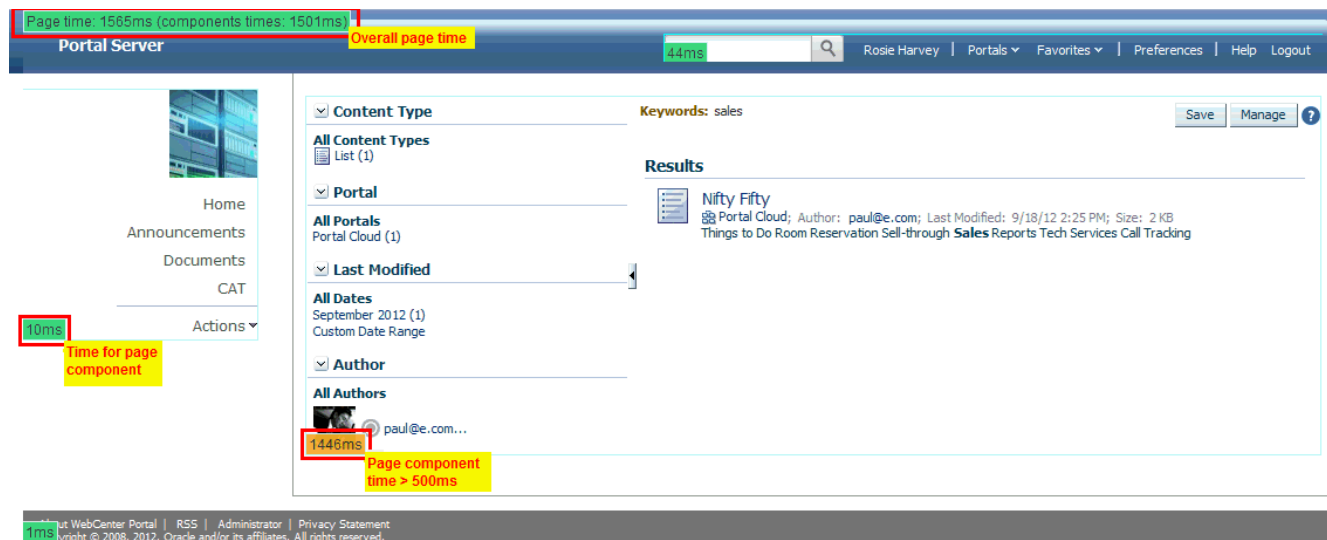 Page time: 1565ms (components times: 1501ms)
Overall page time
Portal Server
44ms
Rosie Harvey | Portals | Favorites | Preferences | Help Logout
Home
Announcements
Documents
CAT
Actions
10ms
Time for page
component
Content Type
All Content Types
List (1)
Portal
All Portals
Portal Cloud (1)
Last Modified
All Dates
September 2012 (1)
Custom Date Range
Author
All Authors
paul@e.com...
1446ms
Page component
time > 500ms
Keywords: sales
Save Manage ?
Results
Nifty Fifty
Portal Cloud; Author: paul@e.com; Last Modified: 9/18/12 2:25 PM; Size: 2 KB
Things to Do Room Reservation Sell-through Sales Reports Tech Services Call Tracking
WebCenter Portal | RSS | Administrator | Privacy Statement
1ms
© 2008, 2012, Oracle and/or its affiliates. All rights reserved.